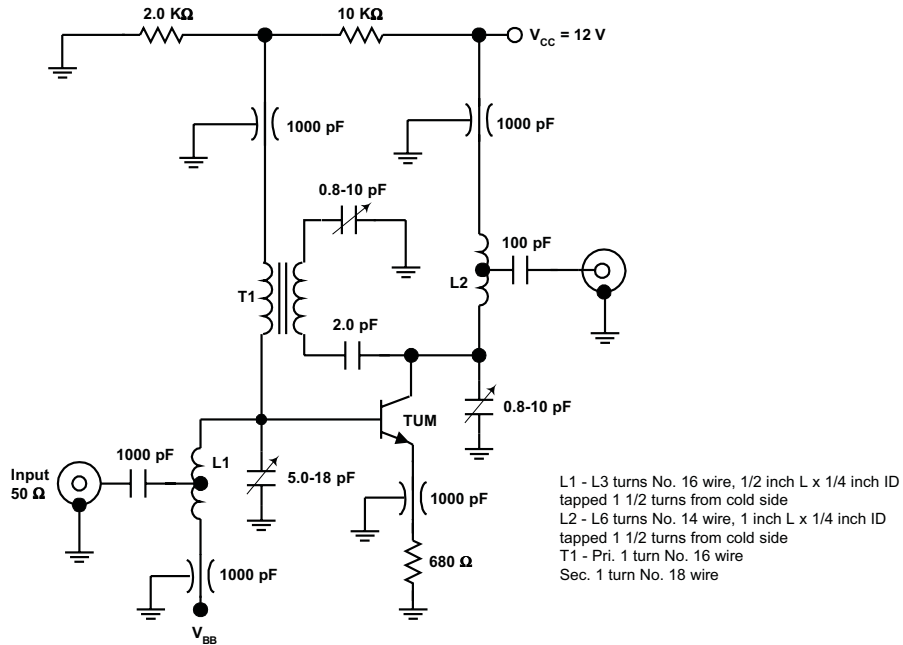 2.0 KΩ
10 KΩ
V_CC = 12 V
1000 pF
1000 pF
0.8-10 pF
100 pF
T1
L2
2.0 pF
TUM
0.8-10 pF
1000 pF
L1
Input
50 Ω
5.0-18 pF
1000 pF
1000 pF
680 Ω
V_BB
L1 - L3 turns No. 16 wire, 1/2 inch L x 1/4 inch ID
tapped 1 1/2 turns from cold side
L2 - L6 turns No. 14 wire, 1 inch L x 1/4 inch ID
tapped 1 1/2 turns from cold side
T1 - Pri. 1 turn No. 16 wire
Sec. 1 turn No. 18 wire